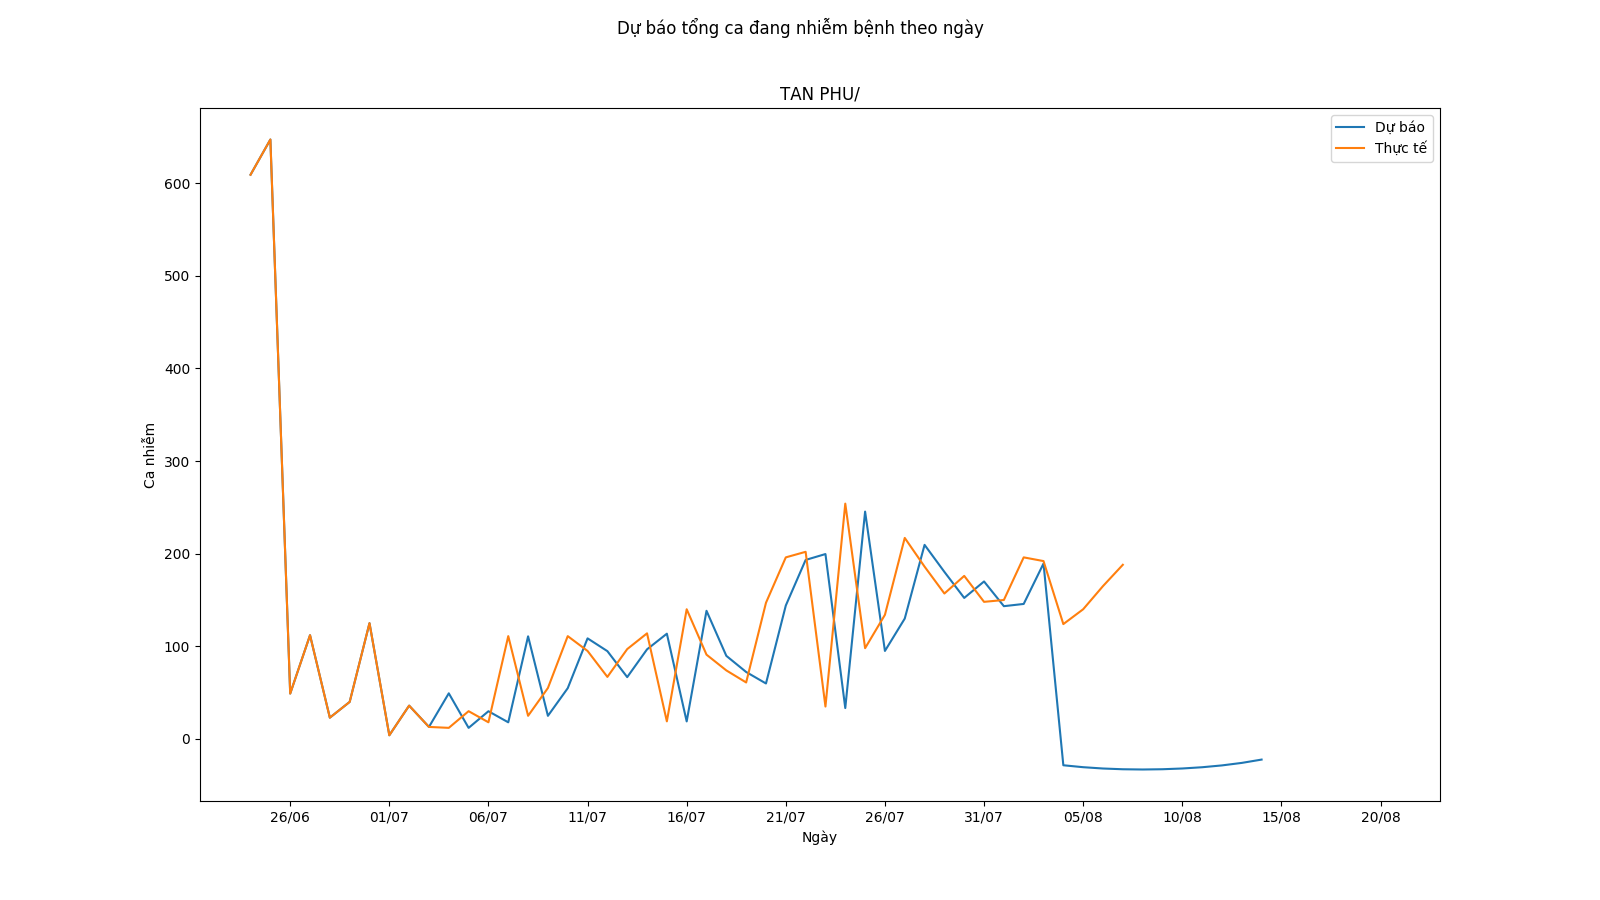 Dự báo tổng ca đang nhiễm bệnh theo ngày
TAN PHU/
Dự báo
Thực tế
600
500
400
300
200
100
0
Ca nhiễm
26/06 01/07 06/07 11/07 16/07 21/07 26/07 31/07 05/08 10/08 15/08 20/08
Ngày